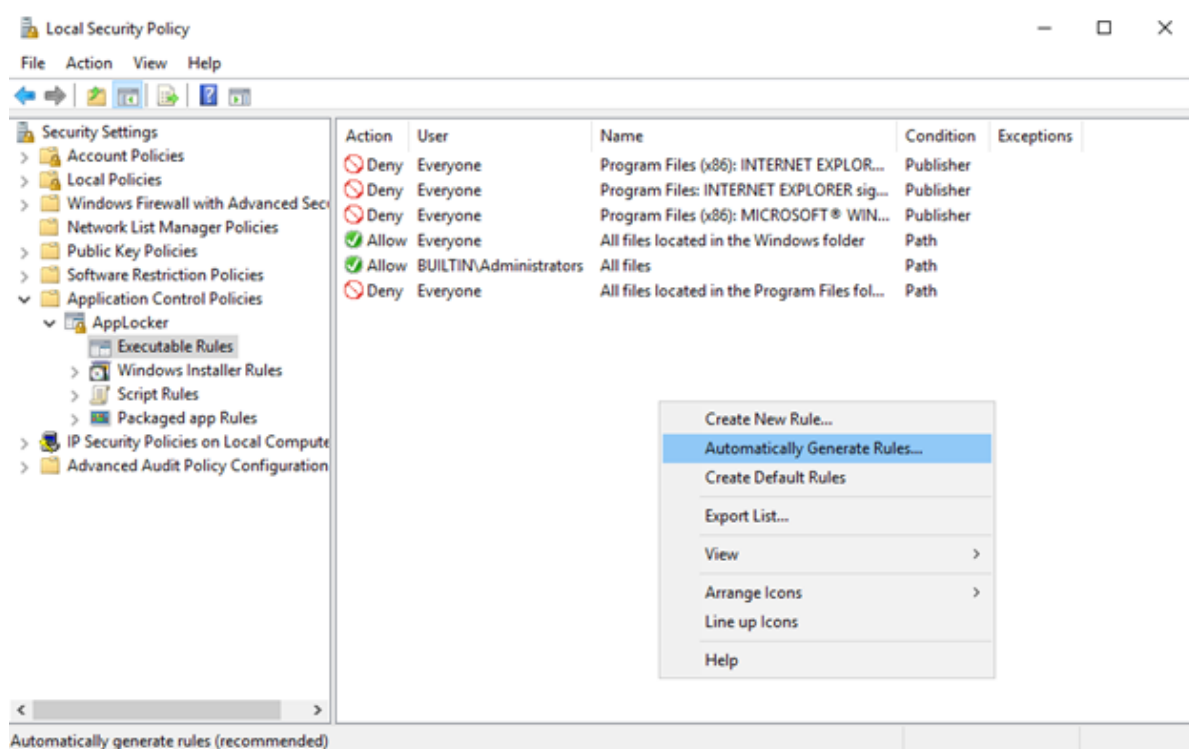 Local Security Policy
File Action View Help
Security Settings
Account Policies
Local Policies
Windows Firewall with Advanced Secu
Network List Manager Policies
Public Key Policies
Software Restriction Policies
Application Control Policies
AppLocker
Executable Rules
Windows Installer Rules
Script Rules
Packaged app Rules
IP Security Policies on Local Compute
Advanced Audit Policy Configuration
Action User Name Condition Exceptions
Deny Everyone Program Files (x86): INTERNET EXPLOR... Publisher
Deny Everyone Program Files: INTERNET EXPLORER sig... Publisher
Deny Everyone Program Files (x86): MICROSOFT® WIN... Publisher
Allow Everyone All files located in the Windows folder Path
Allow BUILTIN\Administrators All files Path
Deny Everyone All files located in the Program Files fol... Path
Create New Rule...
Automatically Generate Rules...
Create Default Rules
Export List...
View
Arrange Icons
Line up Icons
Help
Automatically generate rules (recommended)